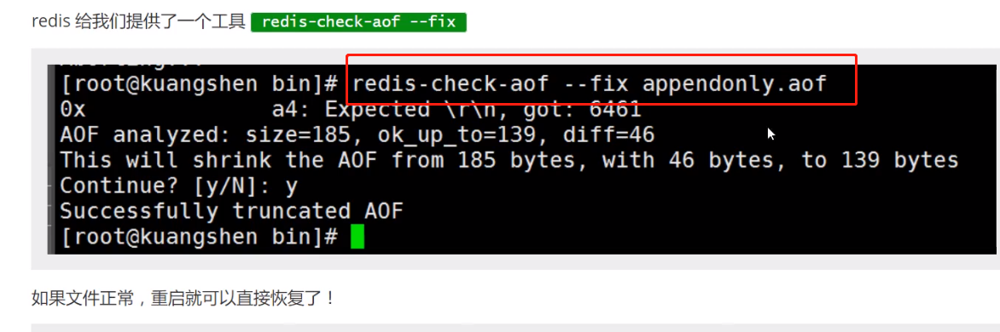 redis 给我们提供了一个工具 redis-check-aof --fix
[root@kuangshen bin]# redis-check-aof --fix appendonly.aof
0x              a4: Expected \r\n, got: 6461
AOF analyzed: size=185, ok_up_to=139, diff=46
This will shrink the AOF from 185 bytes, with 46 bytes, to 139 bytes
Continue? [y/N]: y
Successfully truncated AOF
[root@kuangshen bin]#
如果文件正常，重启就可以直接恢复了！